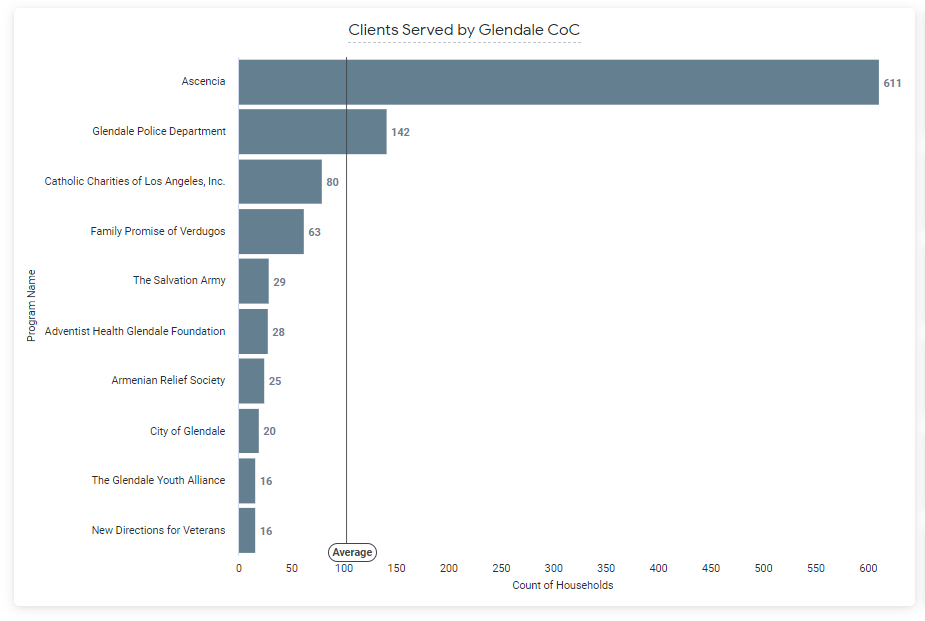 Clients Served by Glendale CoC
Program Name
Ascencia 611
Glendale Police Department 142
Catholic Charities of Los Angeles, Inc. 80
Family Promise of Verdugos 63
The Salvation Army 29
Adventist Health Glendale Foundation 28
Armenian Relief Society 25
City of Glendale 20
The Glendale Youth Alliance 16
New Directions for Veterans 16
Average
0 50 100 150 200 250 300 350 400 450 500 550 600
Count of Households